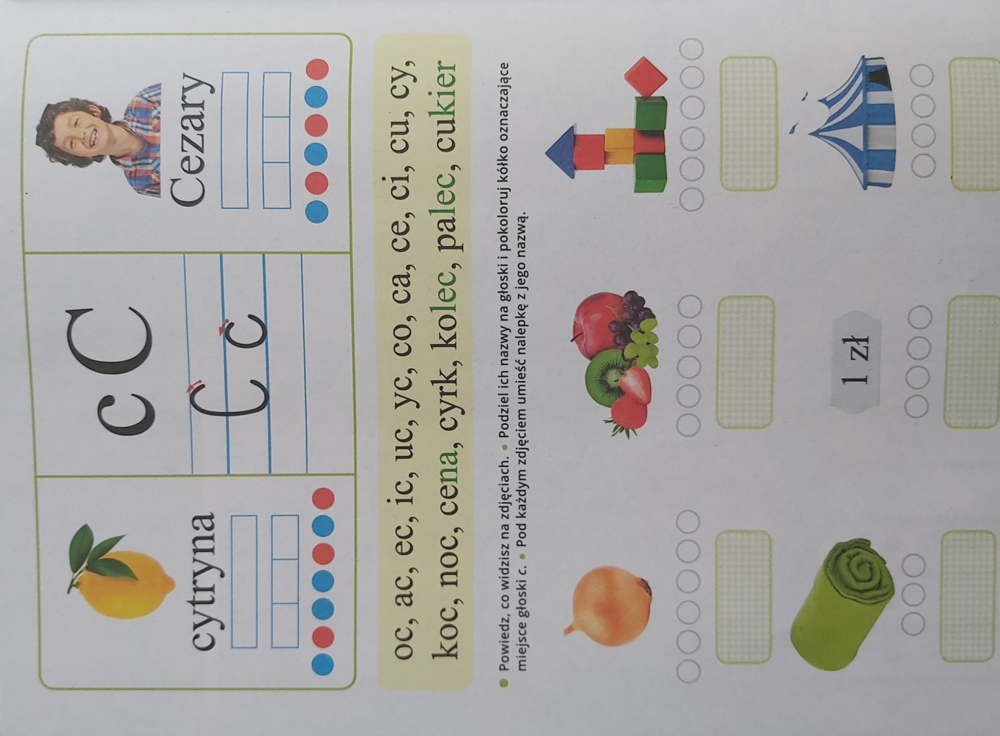 c C
cytryna
C c
Cezary
oc, ac, ec, ic, uc, yc, co, ca, ce, ci, cu, cy,
koc, noc, cena, cyrk, kolec, palec, cukier
• Powiedz, co widzisz na zdjęciach. • Podziel ich nazwy na głoski i pokoloruj kółko oznaczające
miejsce głoski c. • Pod każdym zdjęciem umieść nalepkę z jego nazwą.
1 zł